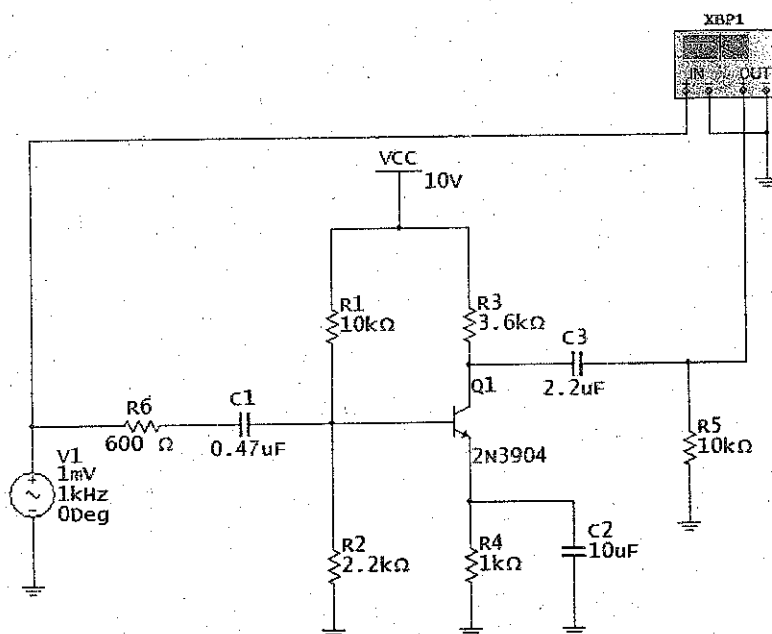 XBP1
IN OUT
VCC
10V
R1
10kΩ
R3
3.6kΩ
C3
2.2uF
Q1
R6
600 Ω
C1
0.47uF
2N3904
R5
10kΩ
V1
1mV
1kHz
0Deg
R2
2.2kΩ
R4
1kΩ
C2
10uF